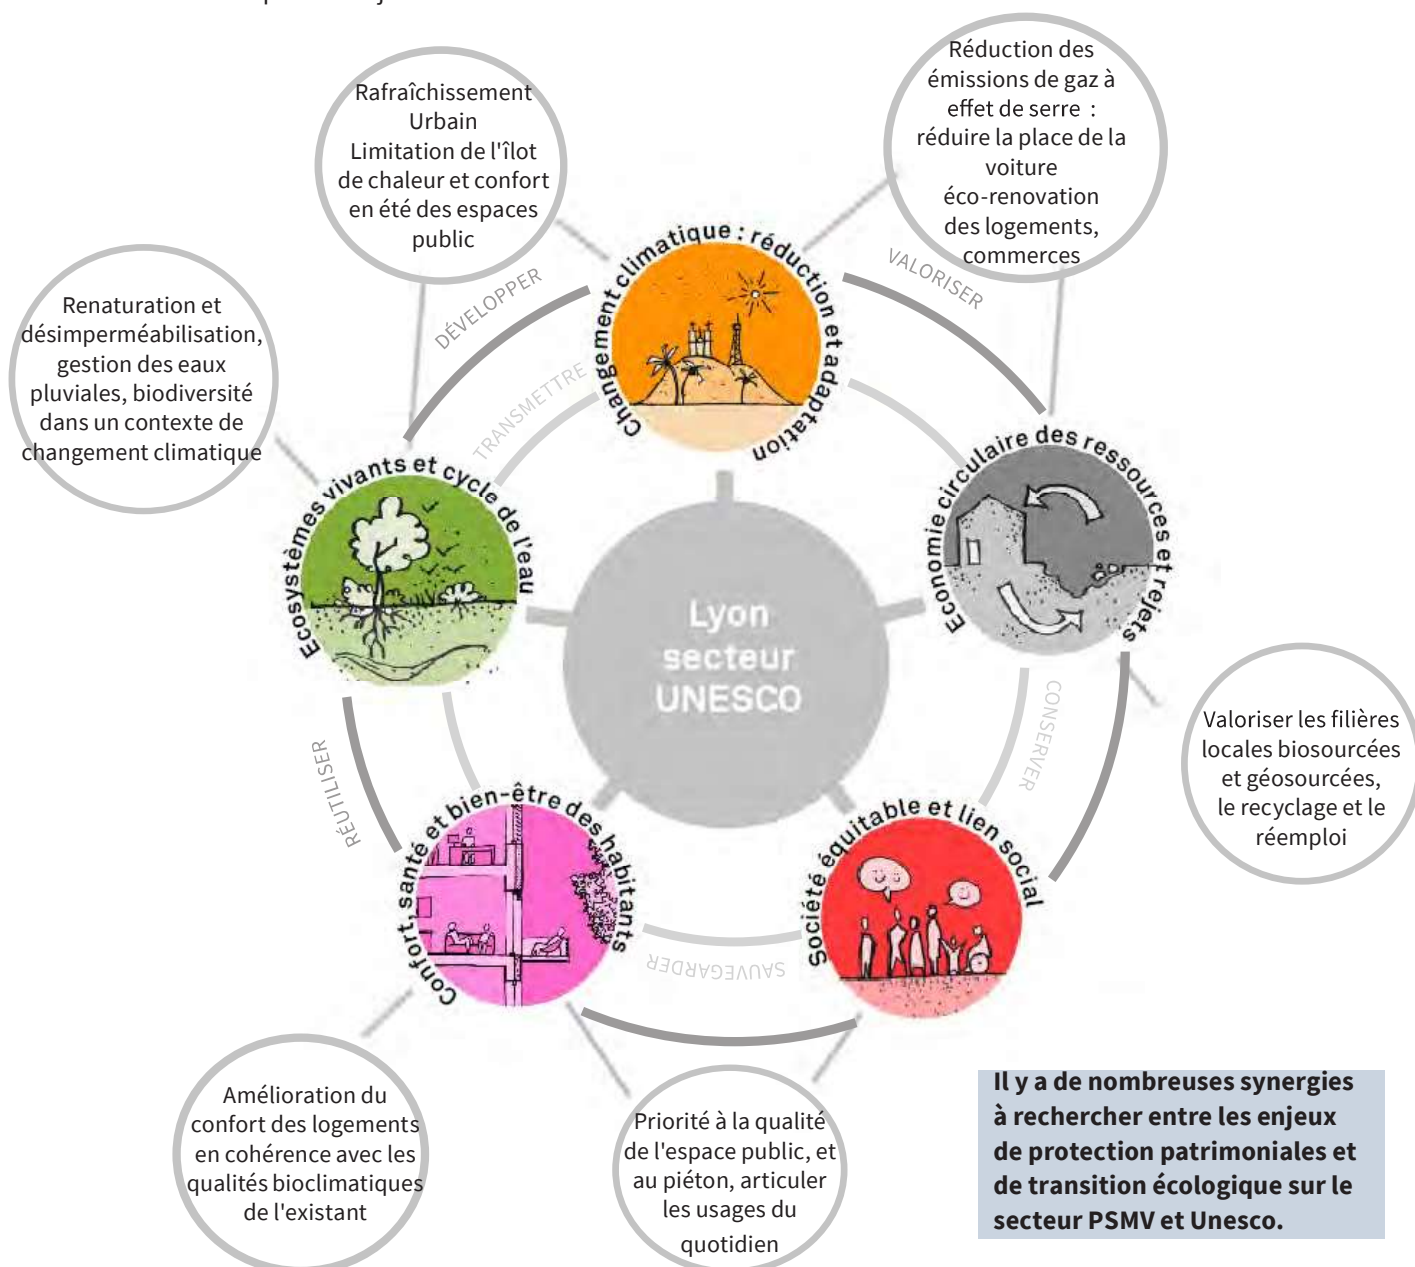 Réduction des
émissions de gaz à
effet de serre :
réduire la place de la
voiture
éco-renovation
des logements,
commerces
Rafraîchissement
Urbain
Limitation de l'îlot
de chaleur et confort
en été des espaces
public
Renaturation et
désimperméabilisation,
gestion des eaux
pluviales, biodiversité
dans un contexte de
changement climatique
DÉVELOPPER
VALORISER
TRANSMETTRE
Changement climatique : réduction et adaptation
Ecosystèmes vivants et cycle de l'eau
Economie circulaire des ressources et rejets
Lyon
secteur
UNESCO
CONSERVER
Valoriser les filières
locales biosourcées
et géosourcées,
le recyclage et le
réemploi
RÉUTILISER
Confort, santé et bien-être des habitants
Société équitable et lien social
SAUVEGARDER
Amélioration du
confort des logements
en cohérence avec les
qualités bioclimatiques
de l'existant
Priorité à la qualité
de l'espace public, et
au piéton, articuler
les usages du
quotidien
Il y a de nombreuses synergies
à rechercher entre les enjeux
de protection patrimoniales et
de transition écologique sur le
secteur PSMV et Unesco.